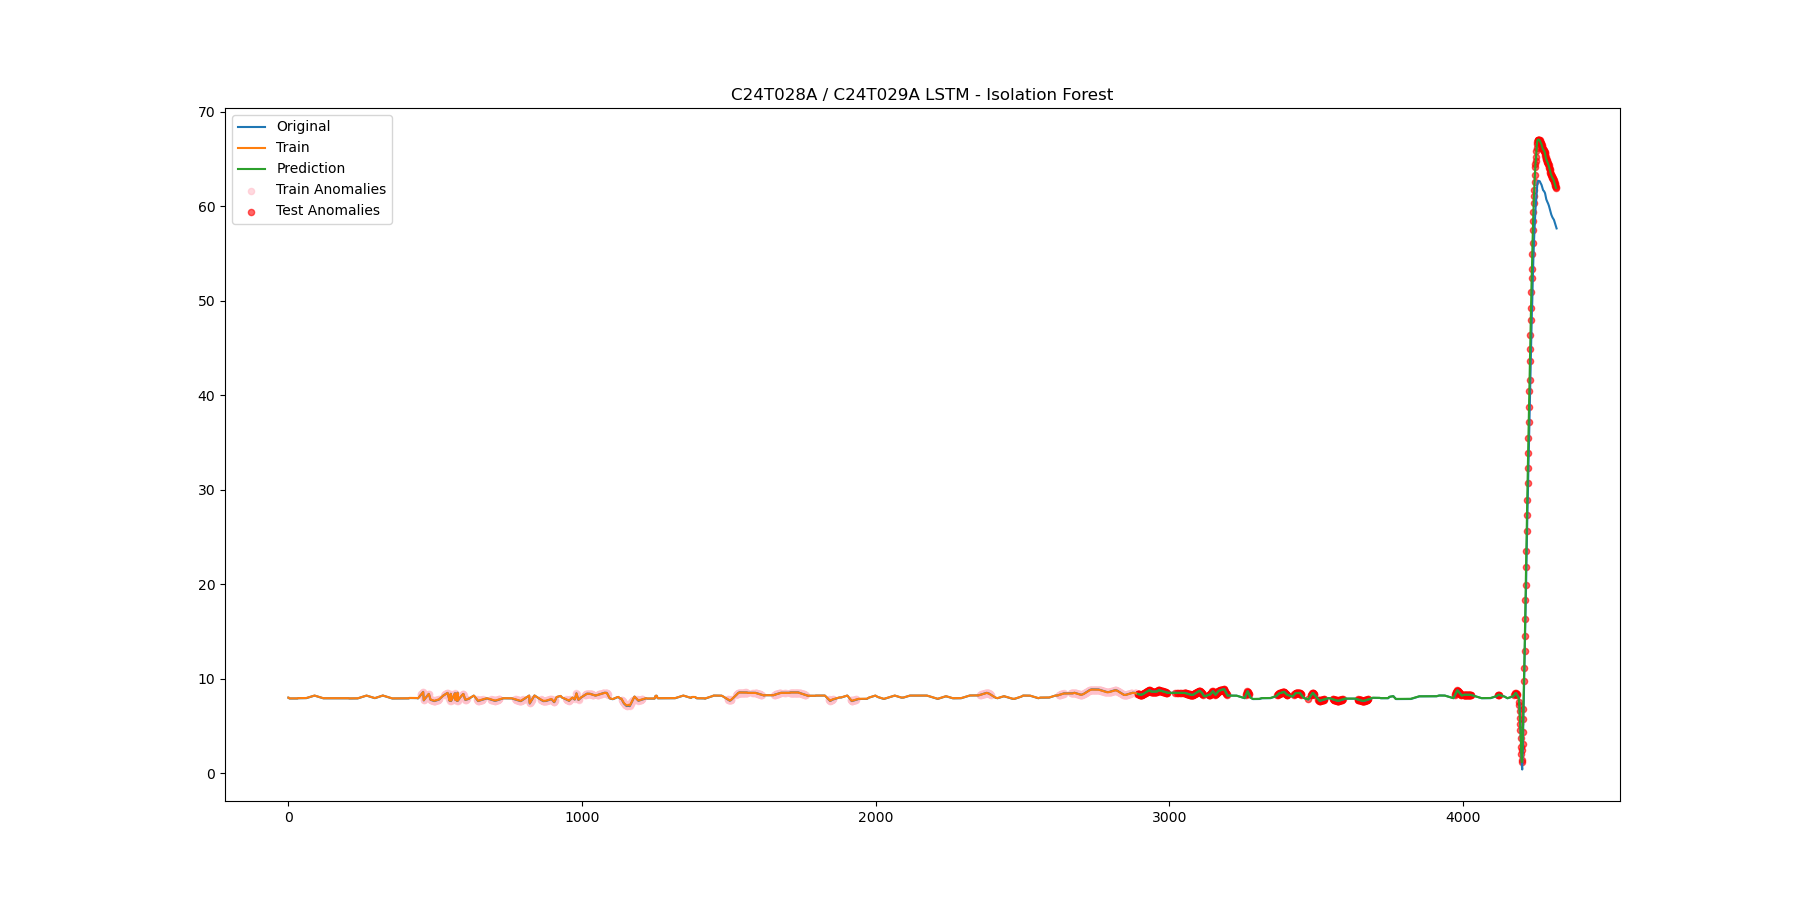 C24T028A / C24T029A LSTM - Isolation Forest
70
60
50
40
30
20
10
0
Original
Train
Prediction
Train Anomalies
Test Anomalies
0 1000 2000 3000 4000